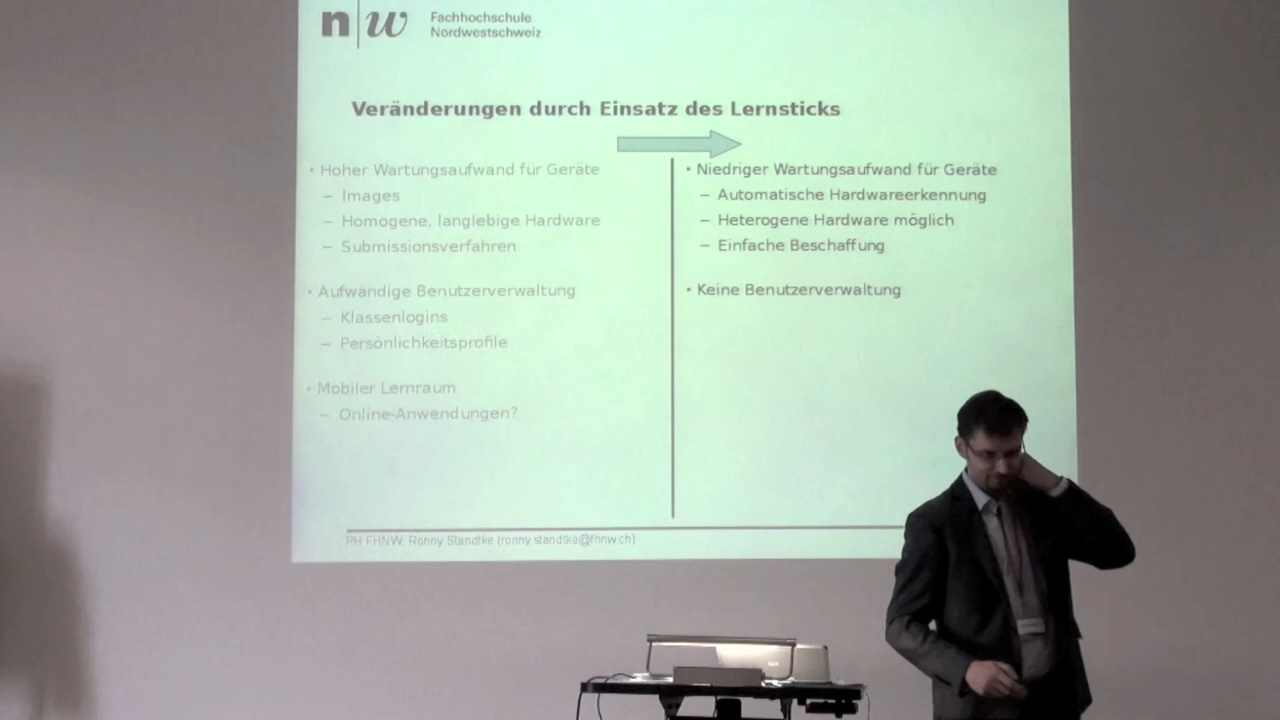 n|w Fachhochschule
Nordwestschweiz
Veränderungen durch Einsatz des Lernsticks
• Hoher Wartungsaufwand für Geräte
– Images
– Homogene, langlebige Hardware
– Submissionsverfahren
• Aufwändige Benutzerverwaltung
– Klassenlogins
– Persönlichkeitsprofile
• Mobiler Lernraum
– Online-Anwendungen?
• Niedriger Wartungsaufwand für Geräte
– Automatische Hardwareerkennung
– Heterogene Hardware möglich
– Einfache Beschaffung
• Keine Benutzerverwaltung
PH FHNW, Ronny Standtke (ronny.standtke@fhnw.ch)